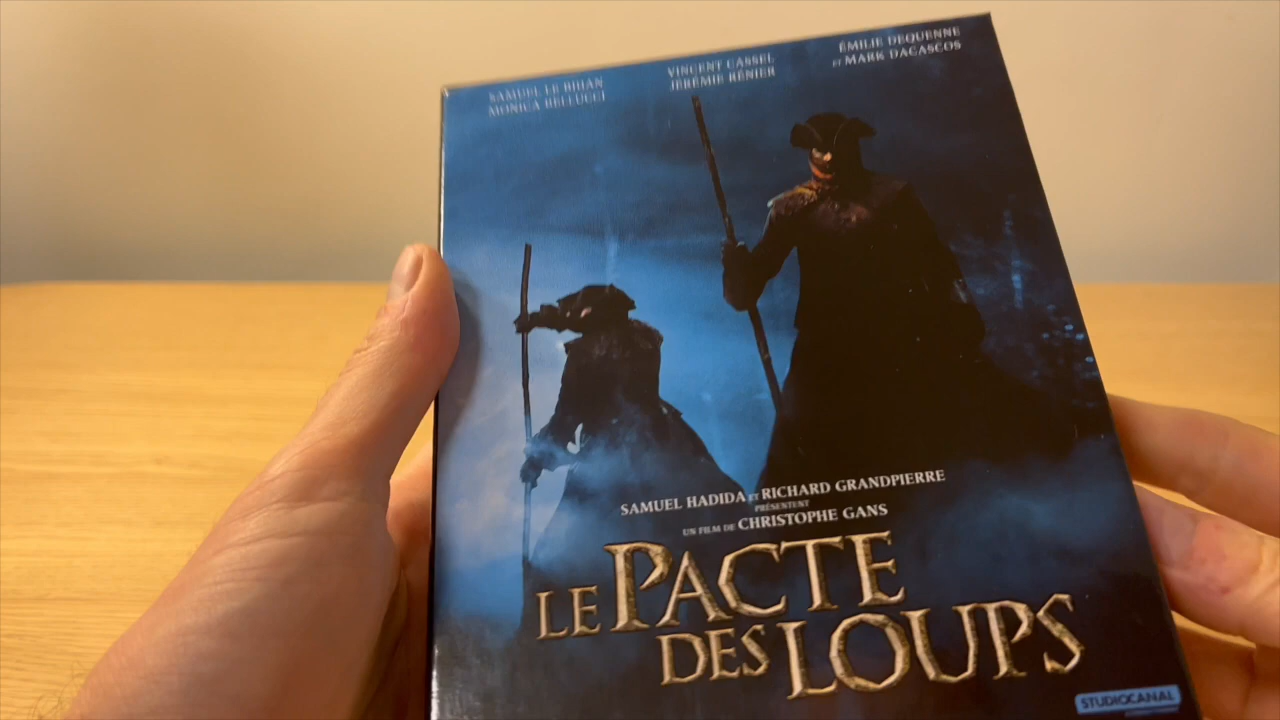 SAMUEL LE BIHAN
MONICA BELLUCCI
VINCENT CASSEL
JÉRÉMIE RÉNIER
ÉMILIE DEQUENNE
ET MARK DACASCOS
SAMUEL HADIDA ET RICHARD GRANDPIERRE
PRÉSENTENT
UN FILM DE CHRISTOPHE GANS
LE PACTE
DES LOUPS
STUDIOCANAL